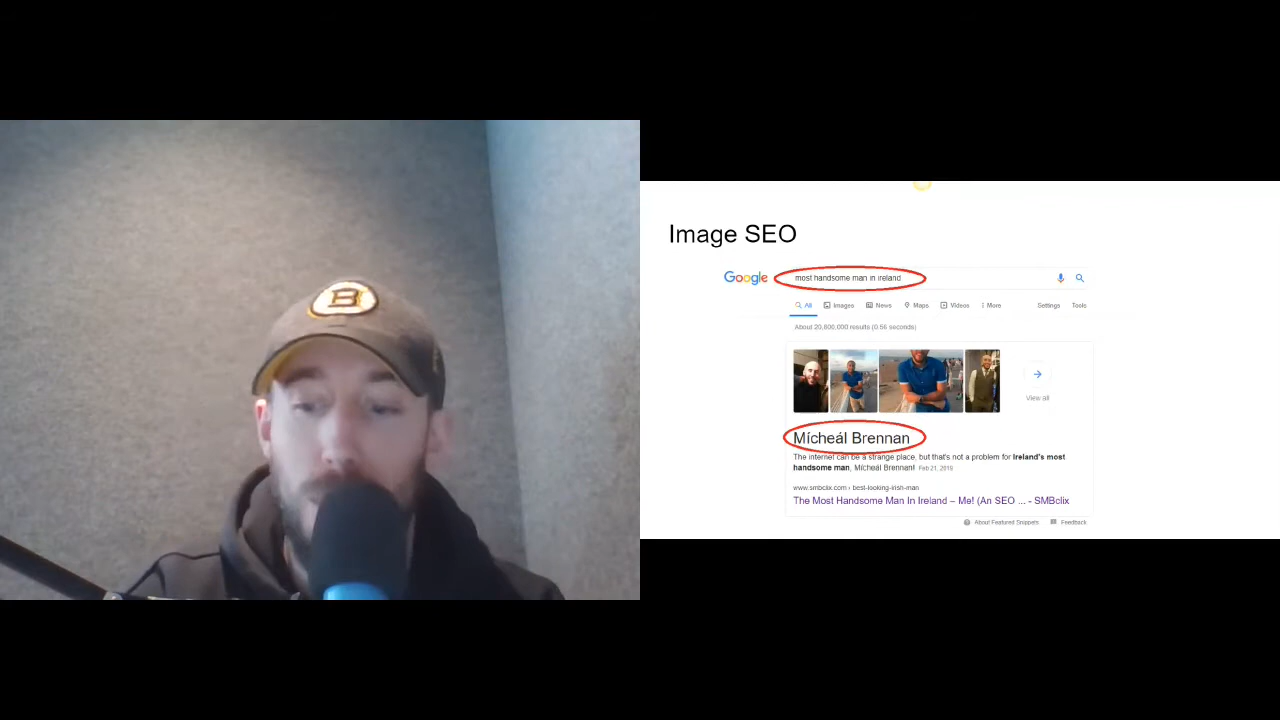 B
Image SEO
Google
most handsome man in ireland
All Images News Maps Videos More Settings Tools
About 20,600,000 results (0.56 seconds)
View all
Mícheál Brennan
The internet can be a strange place, but that's not a problem for Ireland's most
handsome man, Mícheál Brennan! Feb 21, 2019
www.smbclix.com › best-looking-irish-man
The Most Handsome Man In Ireland – Me! (An SEO ... - SMBclix
About Featured Snippets Feedback